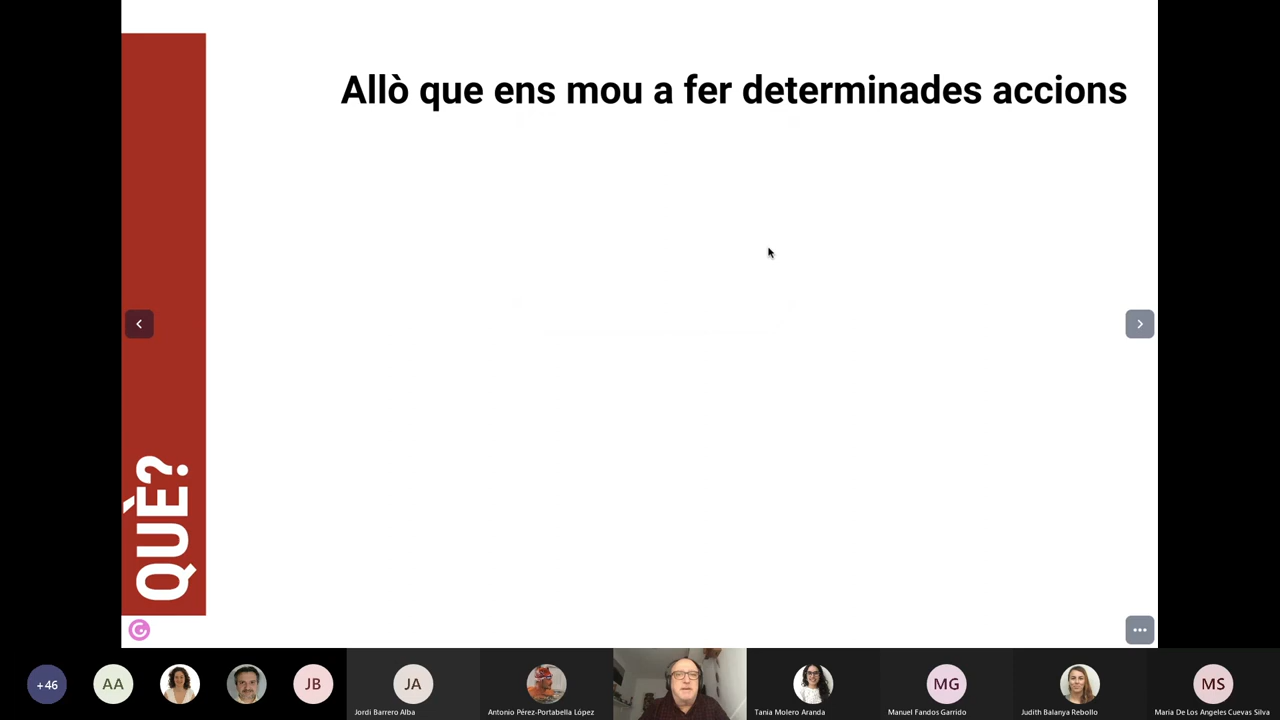 Allò que ens mou a fer determinades accions
QUÈ?
+46
AA
JB
JA
MG
MS
Jordi Barrero Alba
Antonio Pérez-Portabella López
Tania Molero Aranda
Manuel Fandos Garrido
Judith Balanya Rebollo
Maria De Los Angeles Cuevas Silva